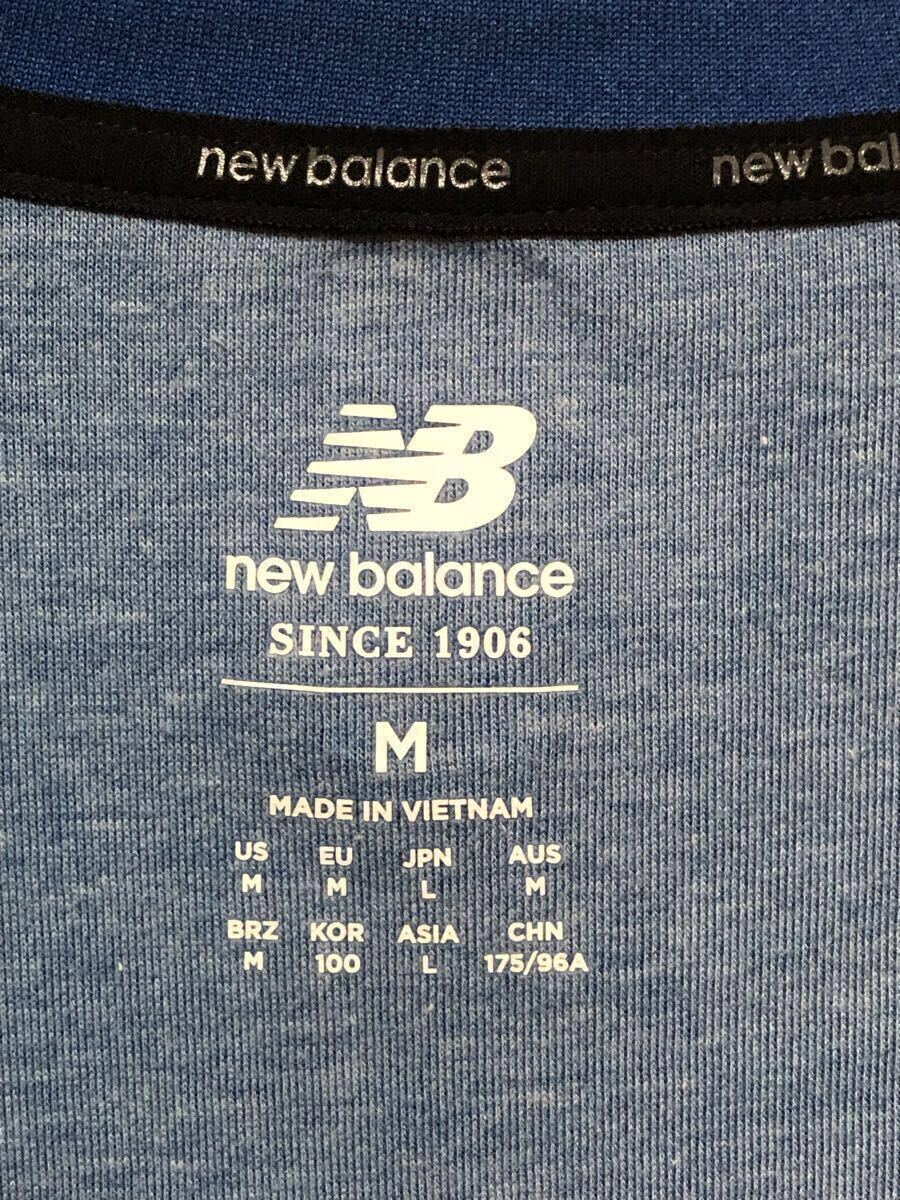 new balance new bal
NB
new balance
SINCE 1906
M
MADE IN VIETNAM
US EU JPN AUS
M M L M
BRZ KOR ASIA CHN
M 100 L 175/96A